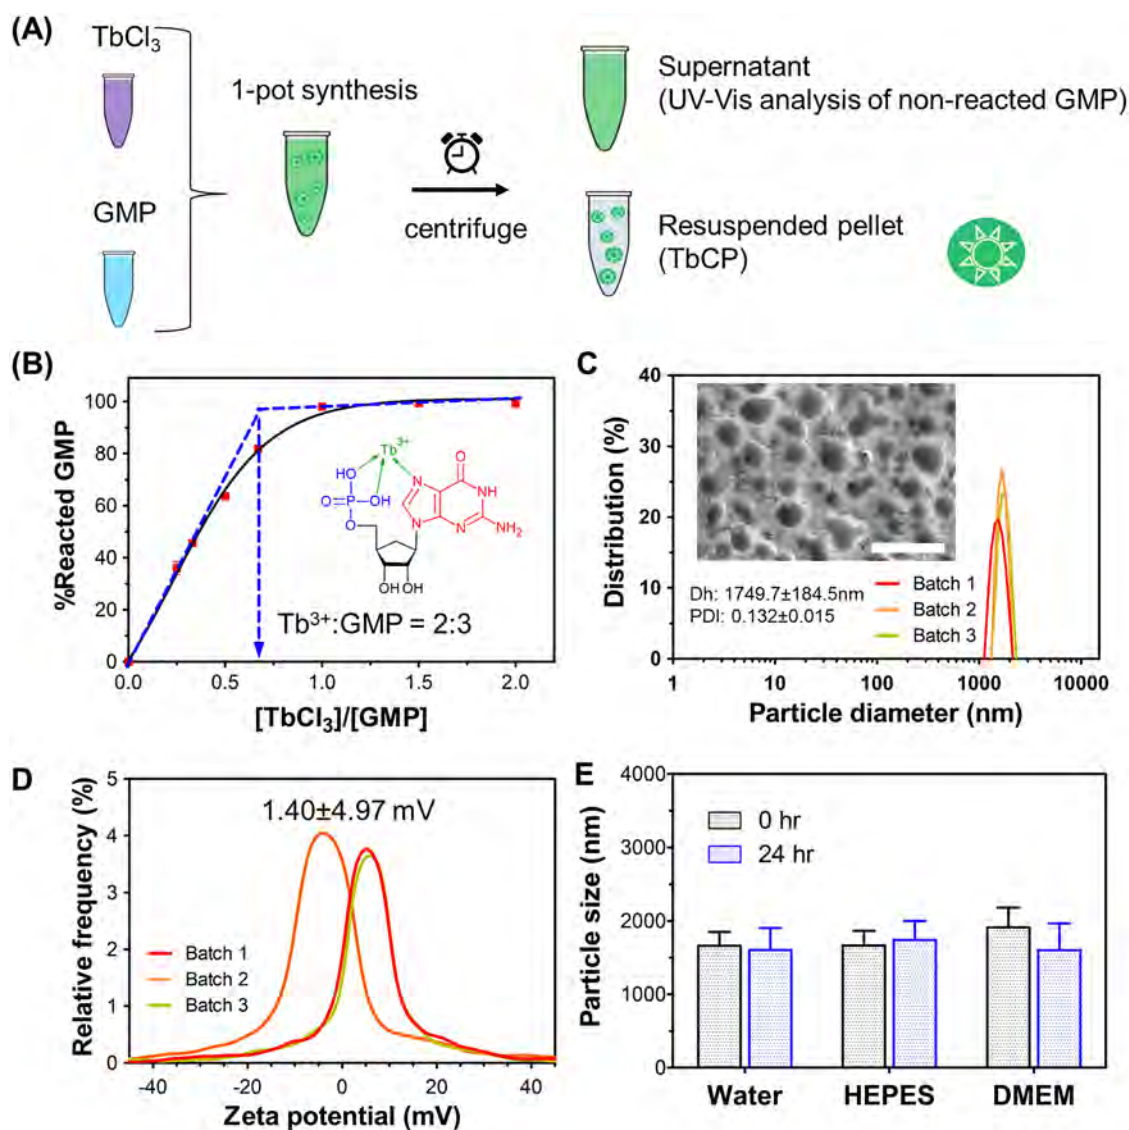 (A)
TbCl₃
GMP
1-pot synthesis
centrifuge
Supernatant
(UV-Vis analysis of non-reacted GMP)
Resuspended pellet
(TbCP)
(B)
%Reacted GMP
100
80
60
40
20
0
0.0 0.5 1.0 1.5 2.0
[TbCl₃]/[GMP]
Tb³⁺
HO
O=P-OH
O
N
O
NH
N
N
NH₂
O
OH OH
Tb³⁺:GMP = 2:3
C
Distribution (%)
40
30
20
10
0
1 10 100 1000 10000
Particle diameter (nm)
Dh: 1749.7±184.5nm
PDI: 0.132±0.015
Batch 1
Batch 2
Batch 3
D
Relative frequency (%)
5
4
3
2
1
0
-40 -20 0 20 40
Zeta potential (mV)
1.40±4.97 mV
Batch 1
Batch 2
Batch 3
E
Particle size (nm)
4000
3000
2000
1000
0
0 hr
24 hr
Water HEPES DMEM